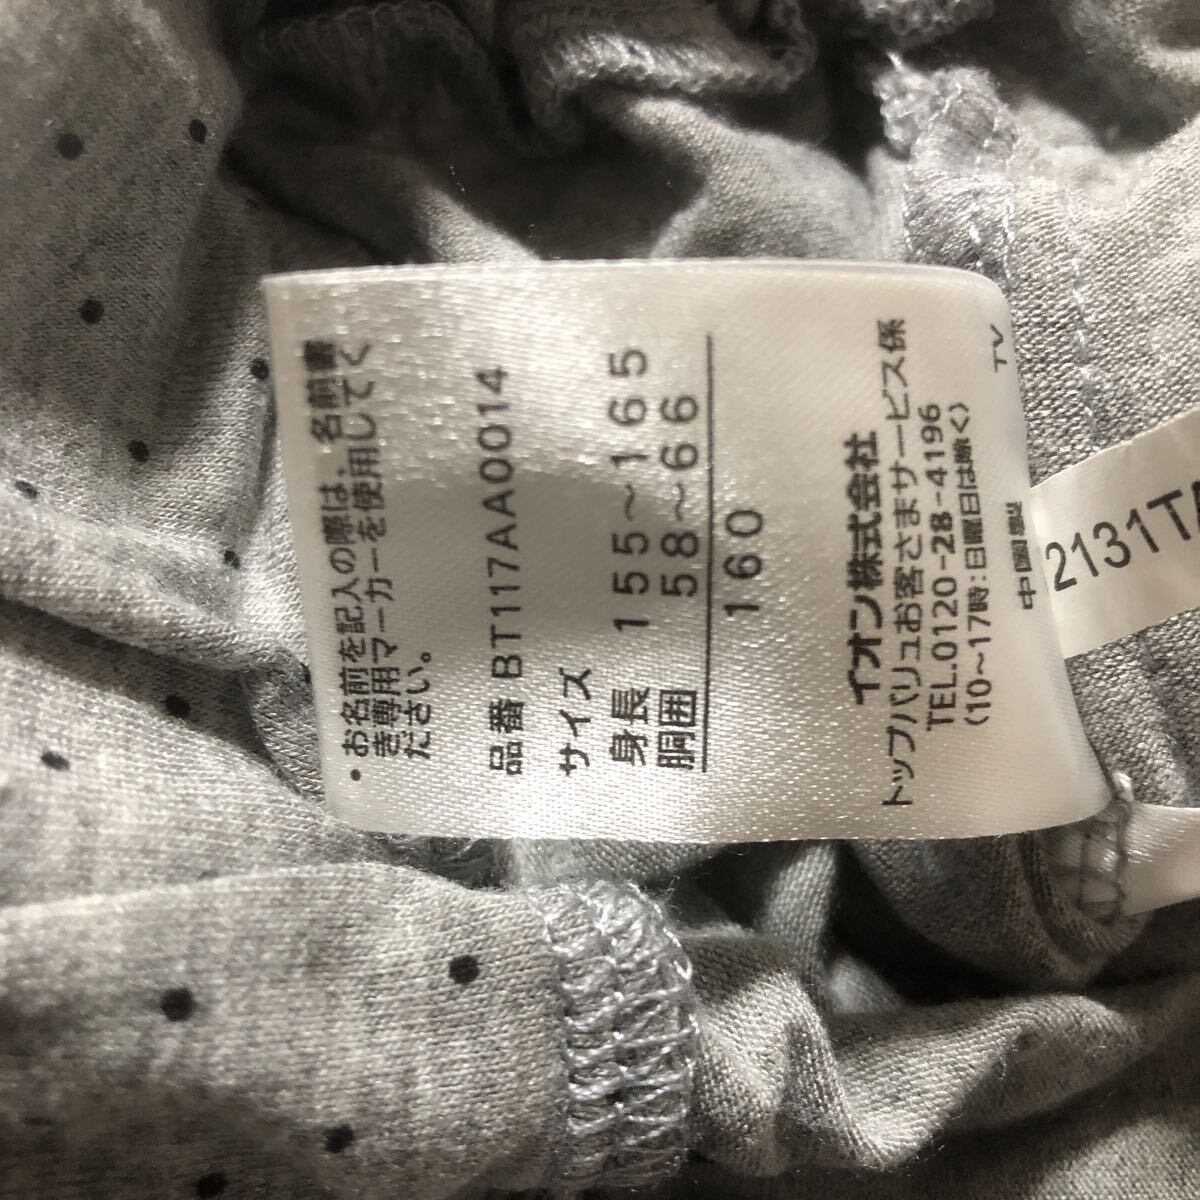 ・お名前を記入の際は、名前書
き専用マーカーを使用してく
ださい。
品番 BT117AA0014
サイズ
身長 155~165
胴囲 58~66
160
イオン株式会社
トップバリュお客さまサービス係
TEL.0120-28-4196
(10~17時:日曜日は除く)
中国製 TV
2131TA